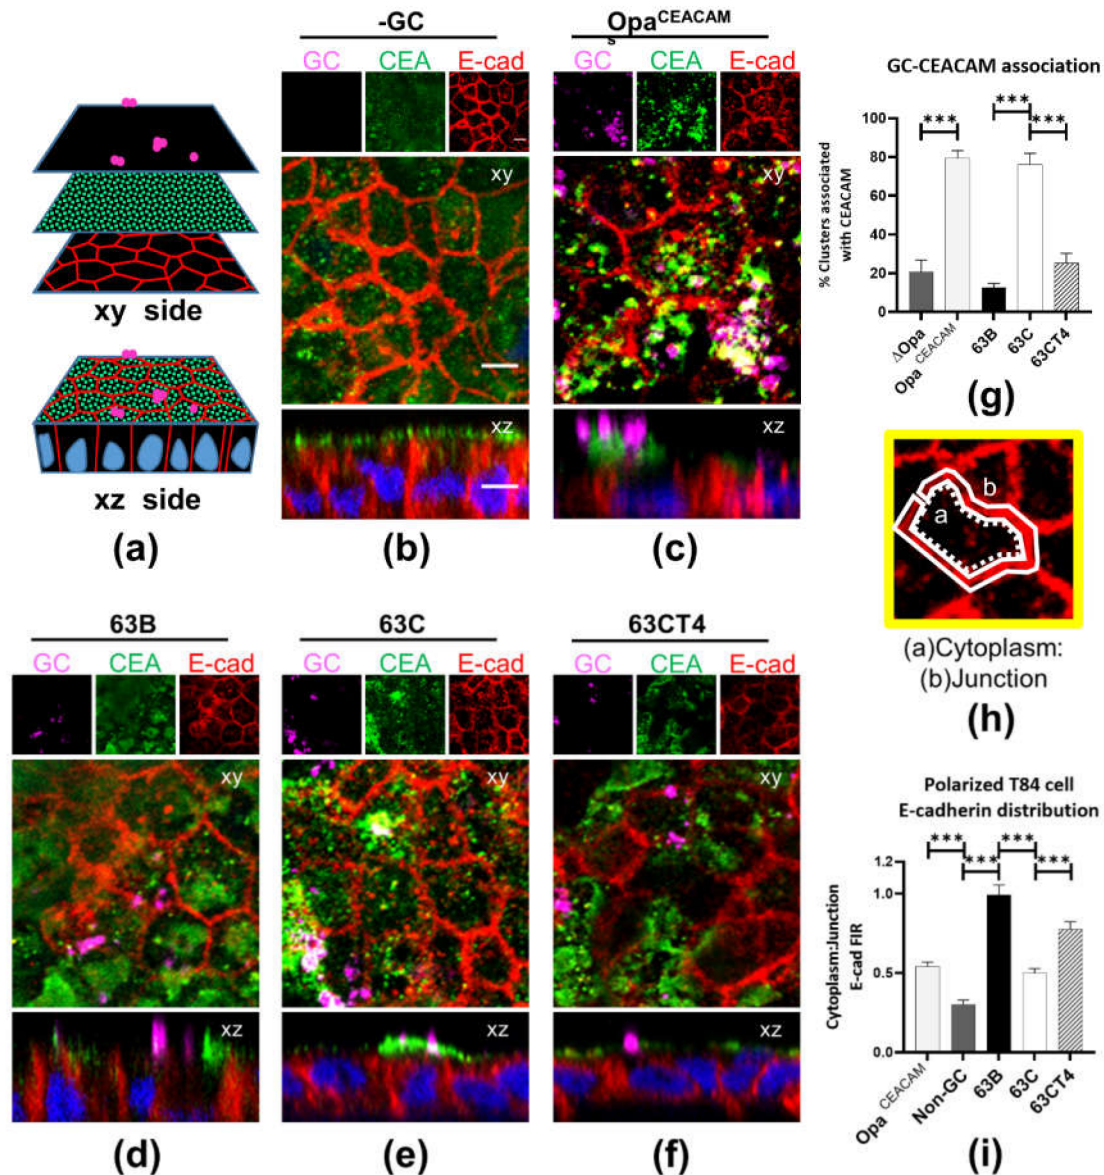 -GC
GC CEA E-cad
xy
xz
(b)
Opa CEACAM
s
GC CEA E-cad
xy
xz
(c)
xy side
xz side
(a)
GC-CEACAM association
% Clusters associated
with CEACAM
100
80
60
40
20
0
*** *** ***
ΔOpa
Opa CEACAM
63B
63C
63CT4
(g)
a
b
(a)Cytoplasm:
(b)Junction
(h)
63B
GC CEA E-cad
xy
xz
(d)
63C
GC CEA E-cad
xy
xz
(e)
63CT4
GC CEA E-cad
xy
xz
(f)
Polarized T84 cell
E-cadherin distribution
Cytoplasm:Junction
E-cad FIR
1.2
1.0
0.5
0.0
*** *** *** ***
Opa CEACAM
Non-GC
63B
63C
63CT4
(i)